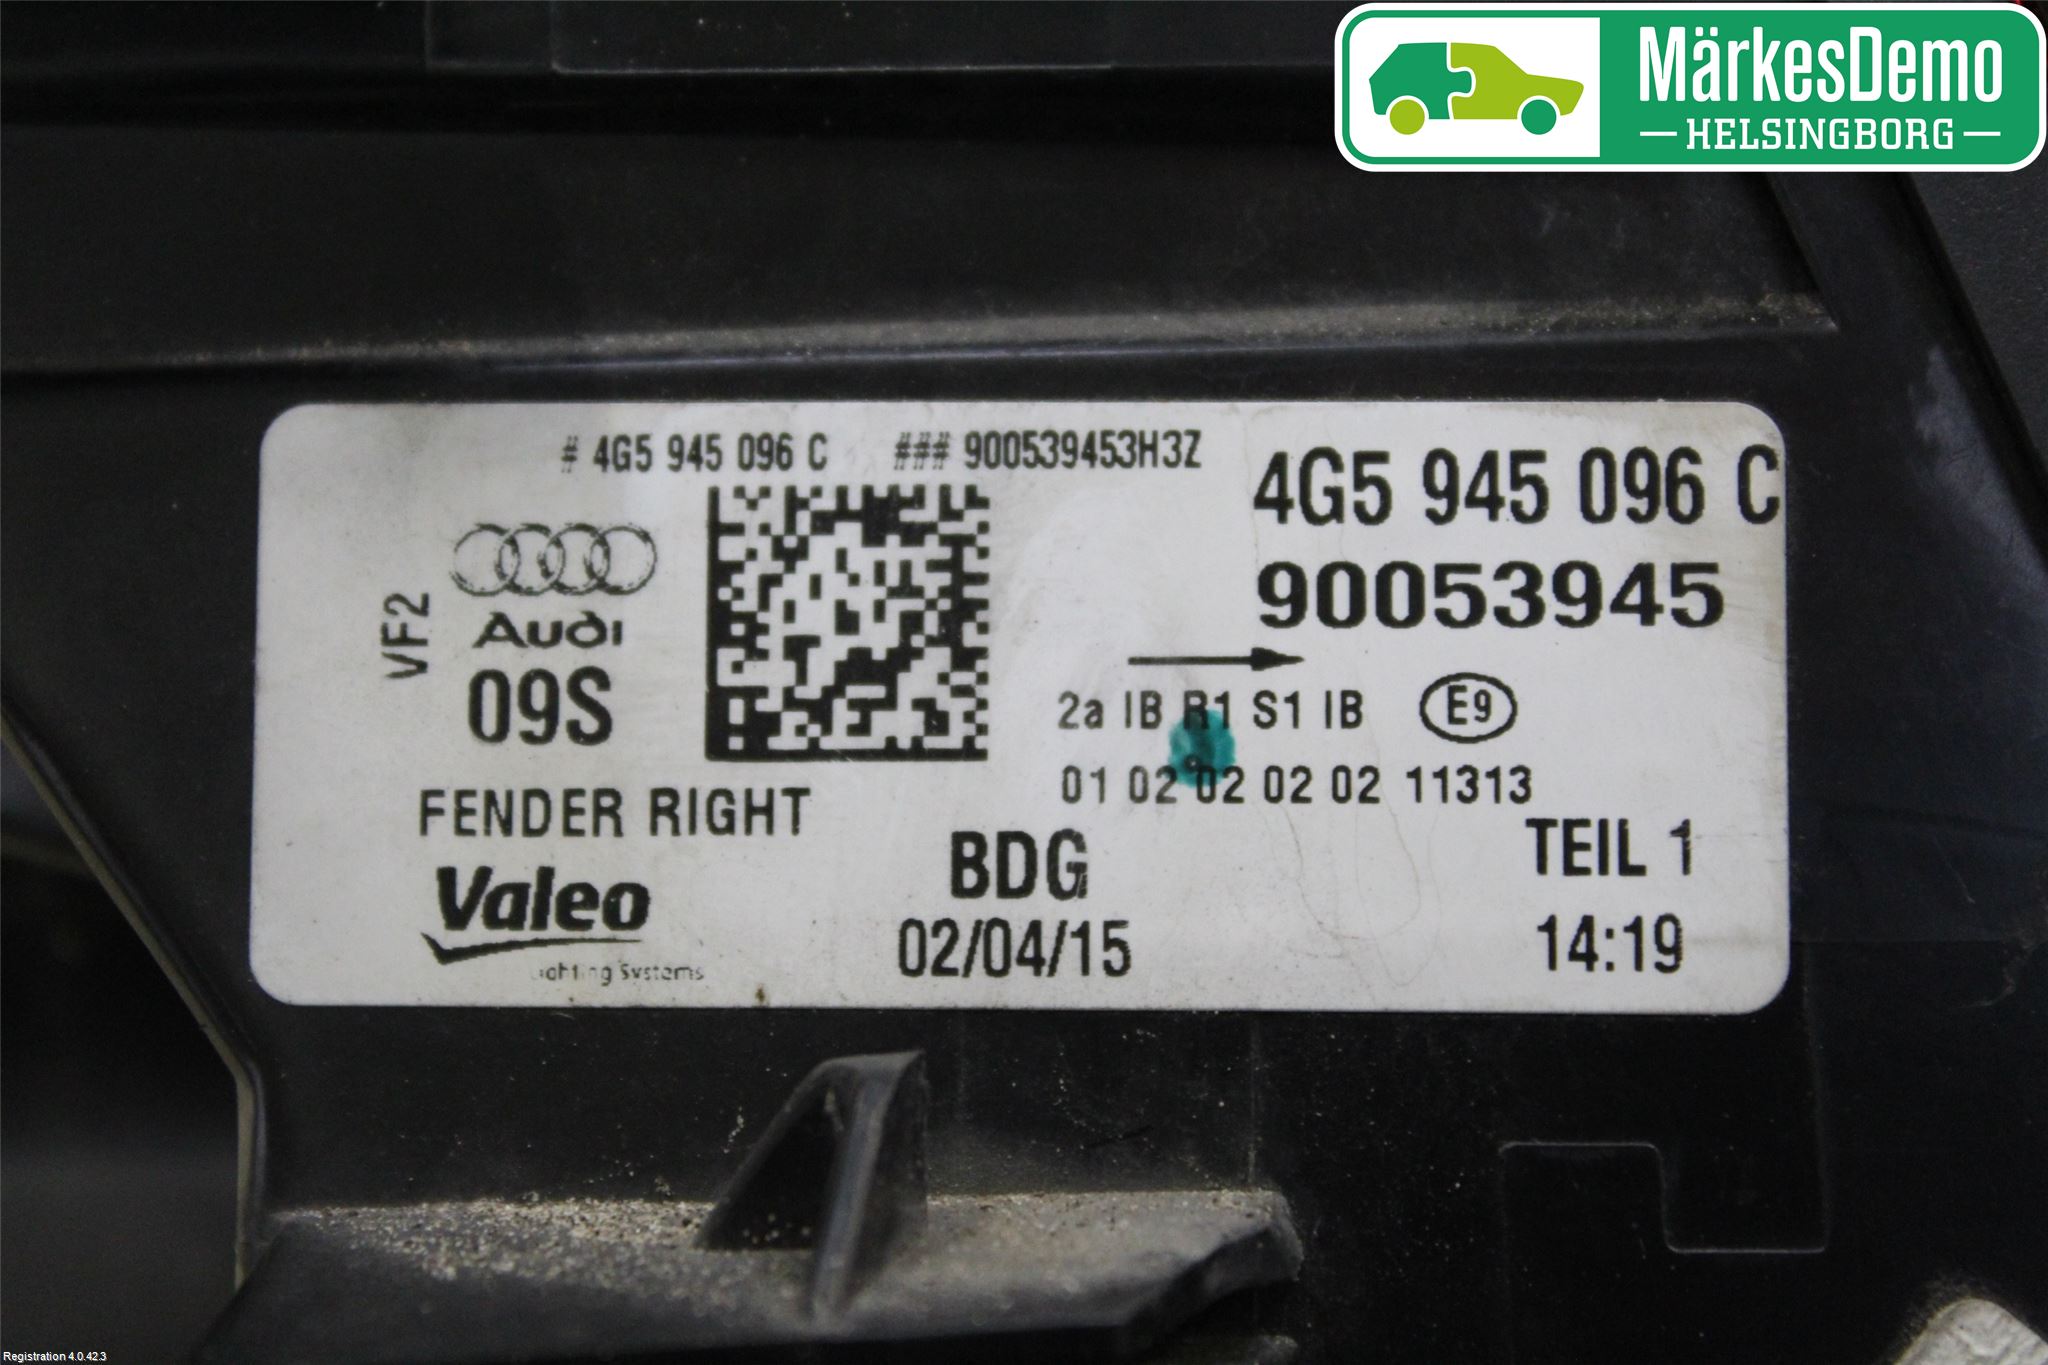 MärkesDemo
HELSINGBORG
# 4G5 945 096 C ### 900539453H3Z
4G5 945 096 C
90053945
VF2
Audi
09S
2a IB R1 S1 IB E9
01 02 02 02 02 11313
FENDER RIGHT
Valeo
Lighting Systems
BDG
02/04/15
TEIL 1
14:19
Registration 4.0.42.3